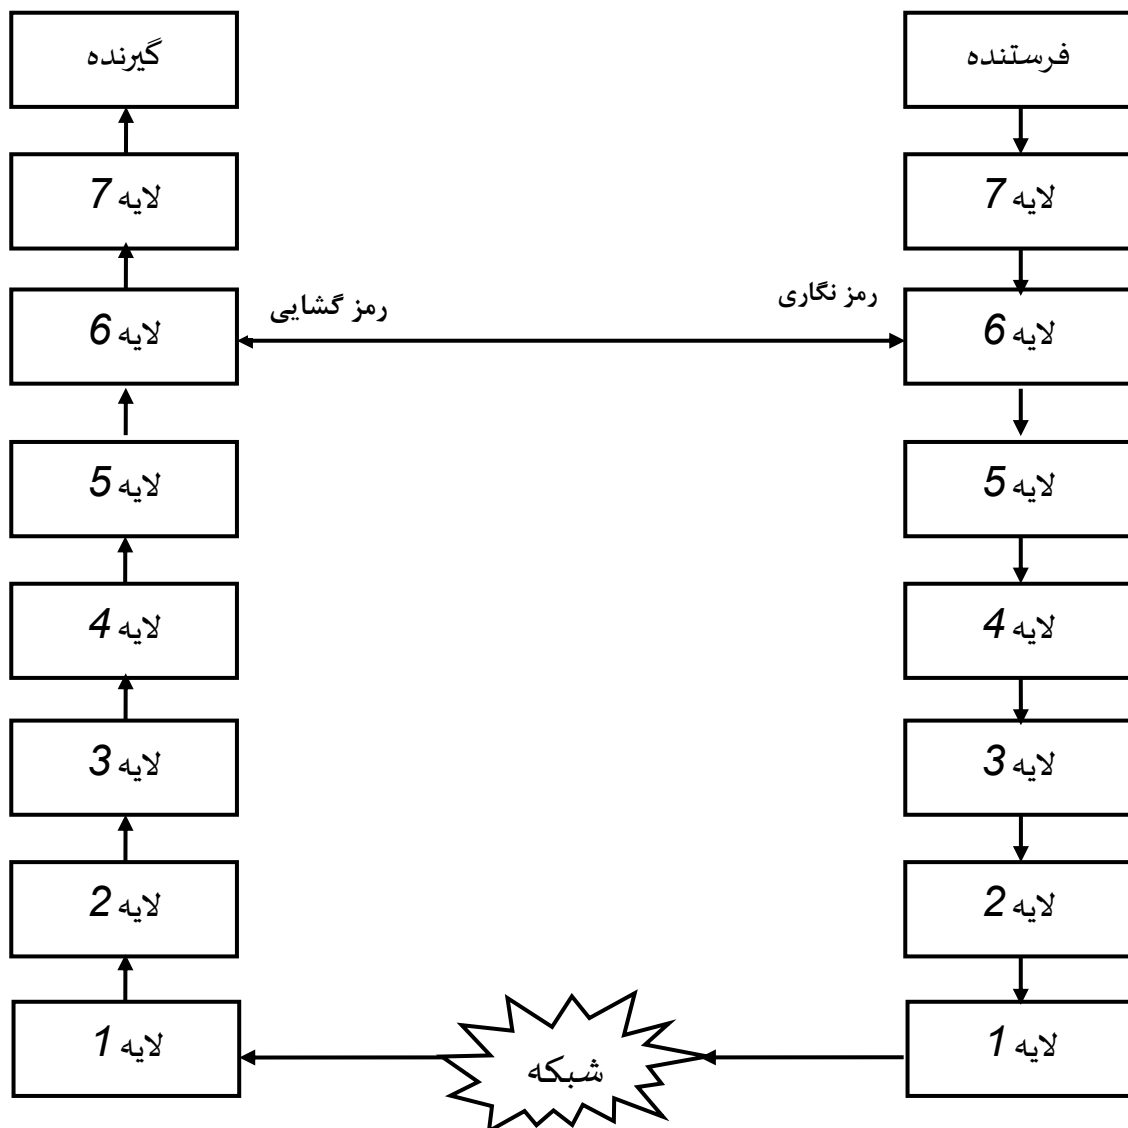 فرستنده
گیرنده
لایه 7
لایه 7
رمز نگاری
رمز گشایی
لایه 6
لایه 6
لایه 5
لایه 5
لایه 4
لایه 4
لایه 3
لایه 3
لایه 2
لایه 2
لایه 1
لایه 1
شبکه